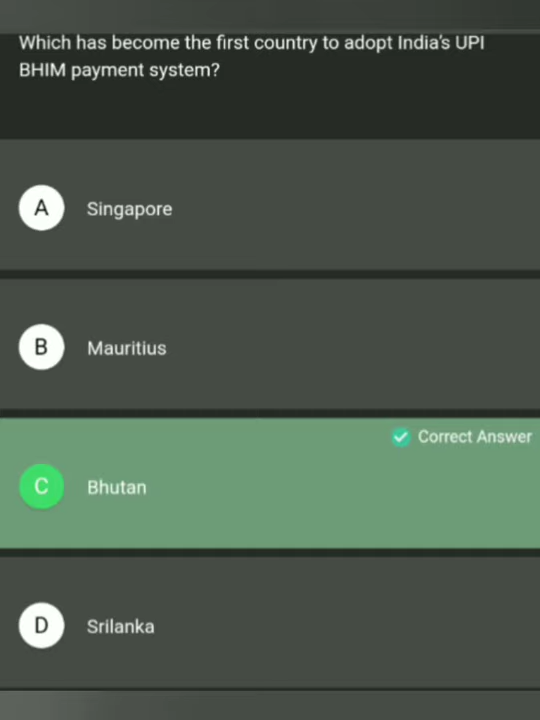 Which has become the first country to adopt India's UPI
BHIM payment system?
A Singapore
B Mauritius
Correct Answer
C Bhutan
D Srilanka